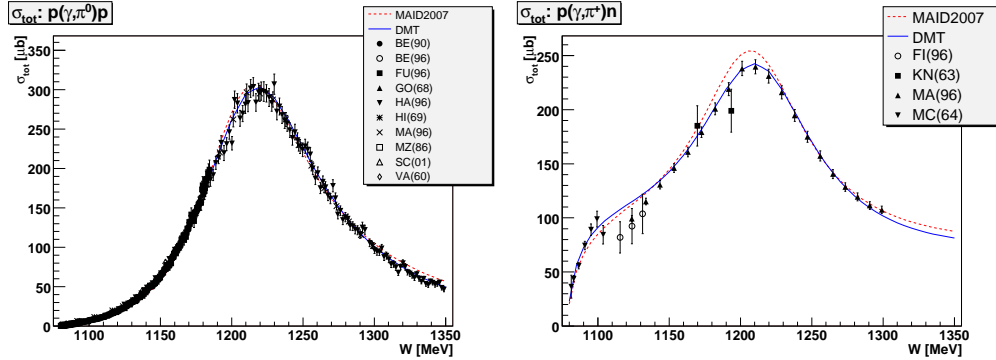 σtot: p(γ,π⁰)p
MAID2007
DMT
BE(90)
BE(96)
FU(96)
GO(68)
HA(96)
HI(69)
MA(96)
MZ(86)
SC(01)
VA(60)
σtot [μb]
350
300
250
200
150
100
50
0
1100 1150 1200 1250 1300 1350
W [MeV]
σtot: p(γ,π⁺)n
MAID2007
DMT
FI(96)
KN(63)
MA(96)
MC(64)
σtot [μb]
250
200
150
100
50
0
1100 1150 1200 1250 1300 1350
W [MeV]